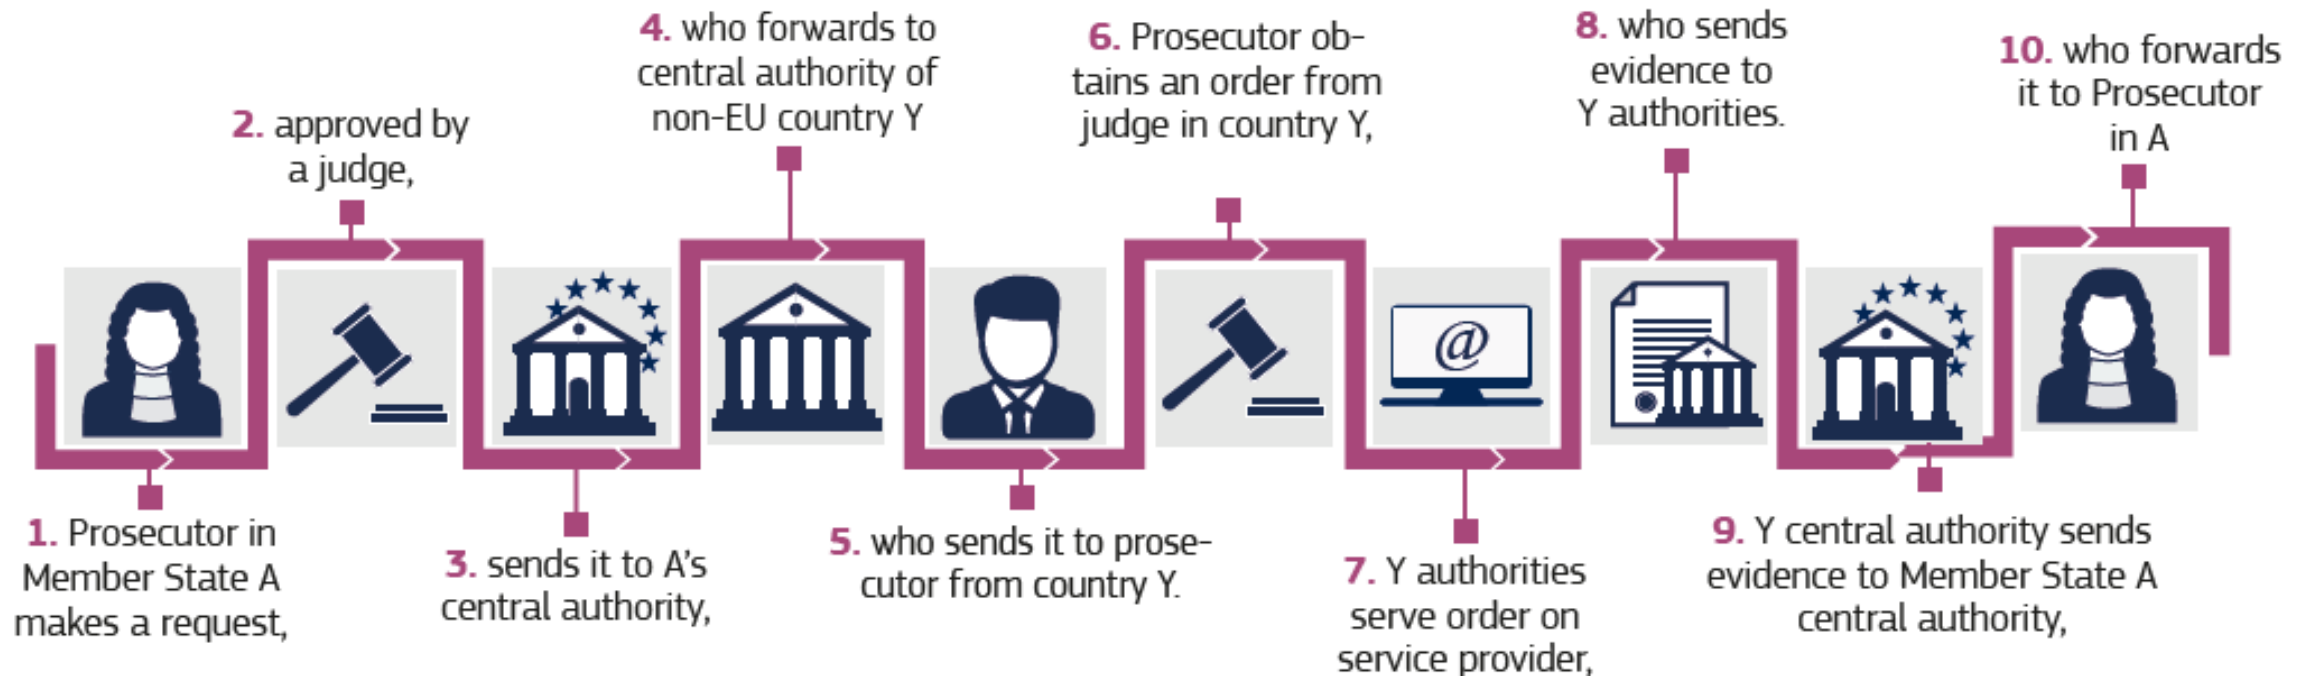 1. Prosecutor in
Member State A
makes a request,
2. approved by
a judge,
3. sends it to A's
central authority,
4. who forwards to
central authority of
non-EU country Y
5. who sends it to prose-
cutor from country Y.
6. Prosecutor ob-
tains an order from
judge in country Y,
7. Y authorities
serve order on
service provider,
@
8. who sends
evidence to
Y authorities.
9. Y central authority sends
evidence to Member State A
central authority,
10. who forwards
it to Prosecutor
in A